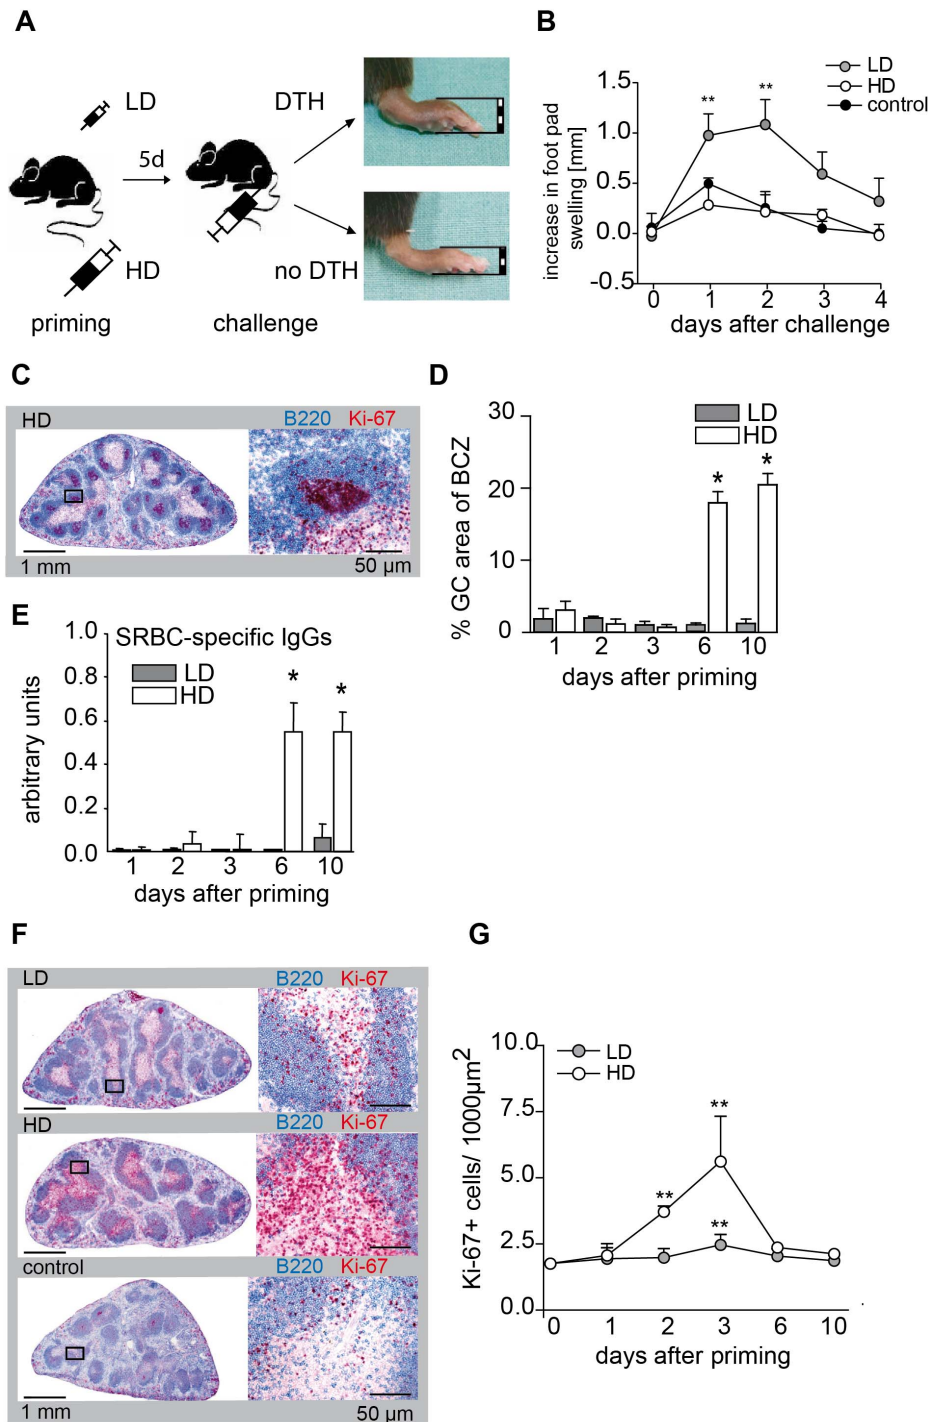 A
LD
DTH
5d
HD
no DTH
priming
challenge
B
LD
HD
control
1.5
** **
1.0
0.5
0.0
-0.5
increase in foot pad
swelling [mm]
0 1 2 3 4
days after challenge
C
HD B220 Ki-67
1 mm 50 µm
D
30
20
10
0
% GC area of BCZ
LD
HD
* *
1 2 3 6 10
days after priming
E
1.0
0.8
0.6
0.4
0.2
0.0
arbitrary units
SRBC-specific IgGs
LD
HD
* *
1 2 3 6 10
days after priming
F
LD B220 Ki-67
HD B220 Ki-67
control B220 Ki-67
1 mm 50 µm
G
10.0
7.5
5.0
2.5
0.0
Ki-67+ cells/ 1000µm²
LD
HD
**
**
**
0 1 2 3 6 10
days after priming